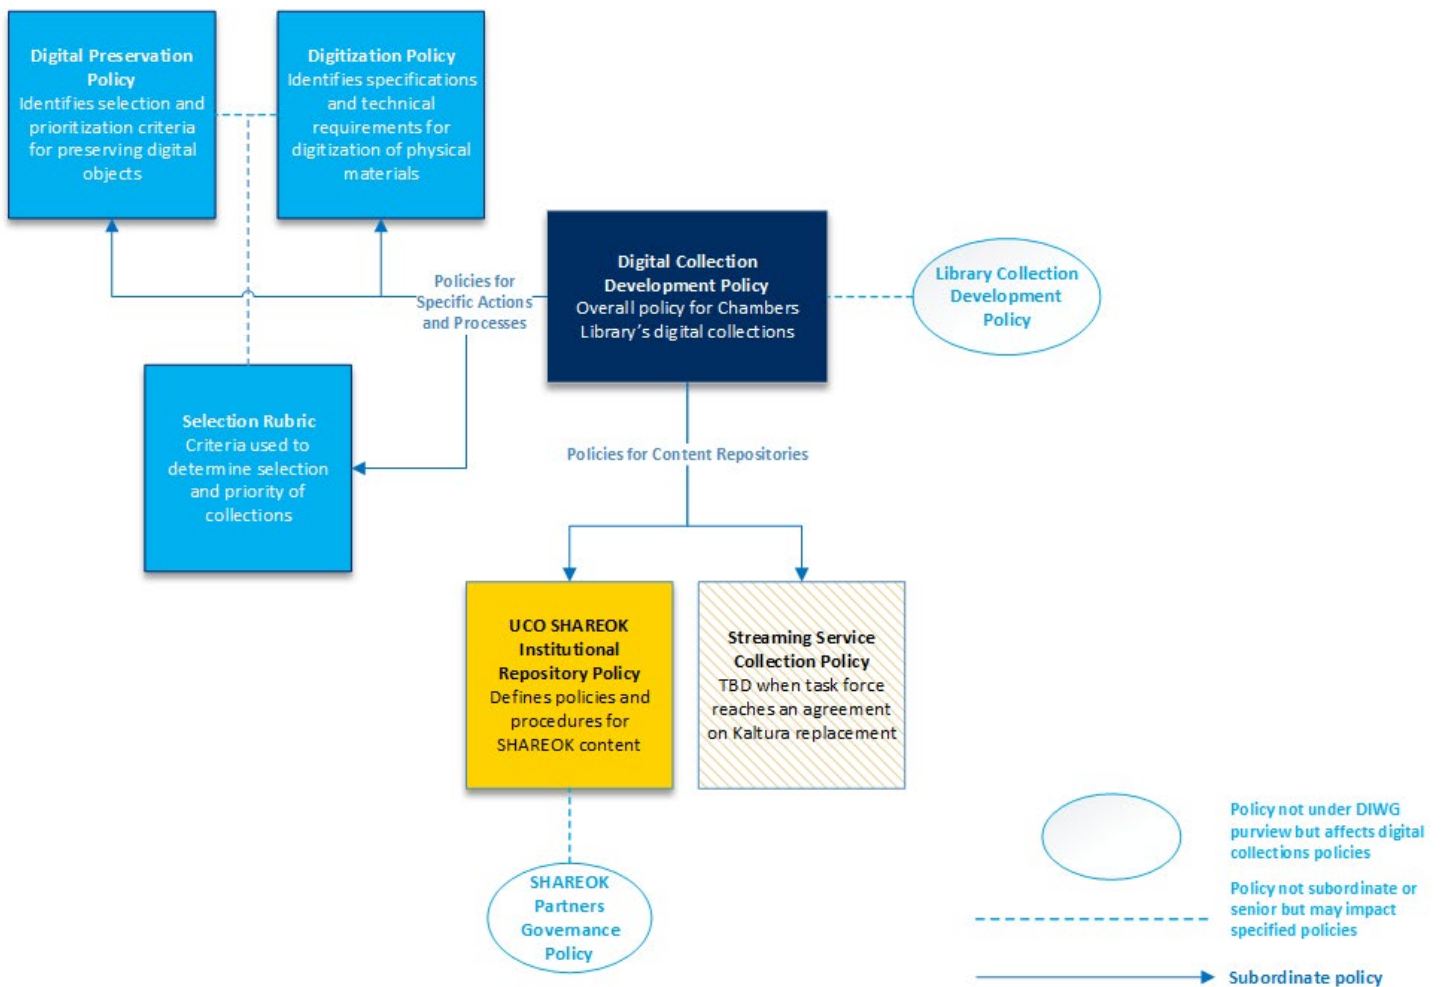 Digital Preservation
Policy
Identifies selection and
prioritization criteria
for preserving digital
objects
Digitization Policy
Identifies specifications
and technical
requirements for
digitization of physical
materials
Policies for
Specific Actions
and Processes
Digital Collection
Development Policy
Overall policy for Chambers
Library's digital collections
Library Collection
Development
Policy
Selection Rubric
Criteria used to
determine selection
and priority of
collections
Policies for Content Repositories
UCO SHAREOK
Institutional
Repository Policy
Defines policies and
procedures for
SHAREOK content
Streaming Service
Collection Policy
TBD when task force
reaches an agreement
on Kaltura replacement
SHAREOK
Partners
Governance
Policy
Policy not under DIWG
purview but affects digital
collections policies
Policy not subordinate or
senior but may impact
specified policies
Subordinate policy